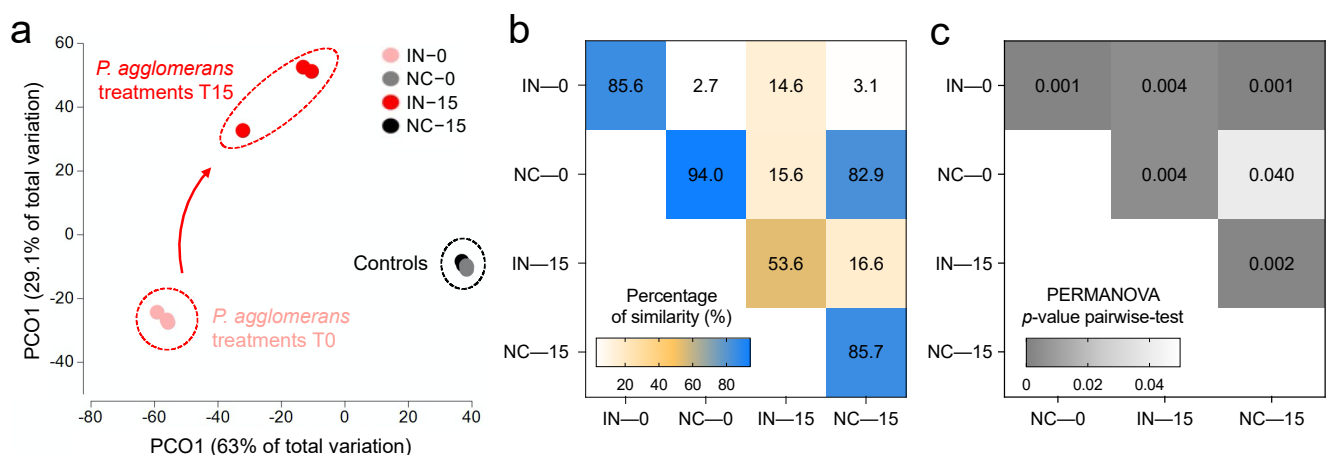 a
60
40
20
0
-20
-40
-80
-60
-40
-20
0
20
40
PCO1 (29.1% of total variation)
PCO1 (63% of total variation)
P. agglomerans
treatments T15
IN−0
NC−0
IN−15
NC−15
Controls
P. agglomerans
treatments T0
b
IN—0
85.6
2.7
14.6
3.1
NC—0
94.0
15.6
82.9
IN—15
53.6
16.6
NC—15
85.7
Percentage
of similarity (%)
20 40 60 80
IN—0 NC—0 IN—15 NC—15
c
IN—0
0.001
0.004
0.001
NC—0
0.004
0.040
IN—15
0.002
NC—15
PERMANOVA
p-value pairwise-test
0 0.02 0.04
NC—0 IN—15 NC—15